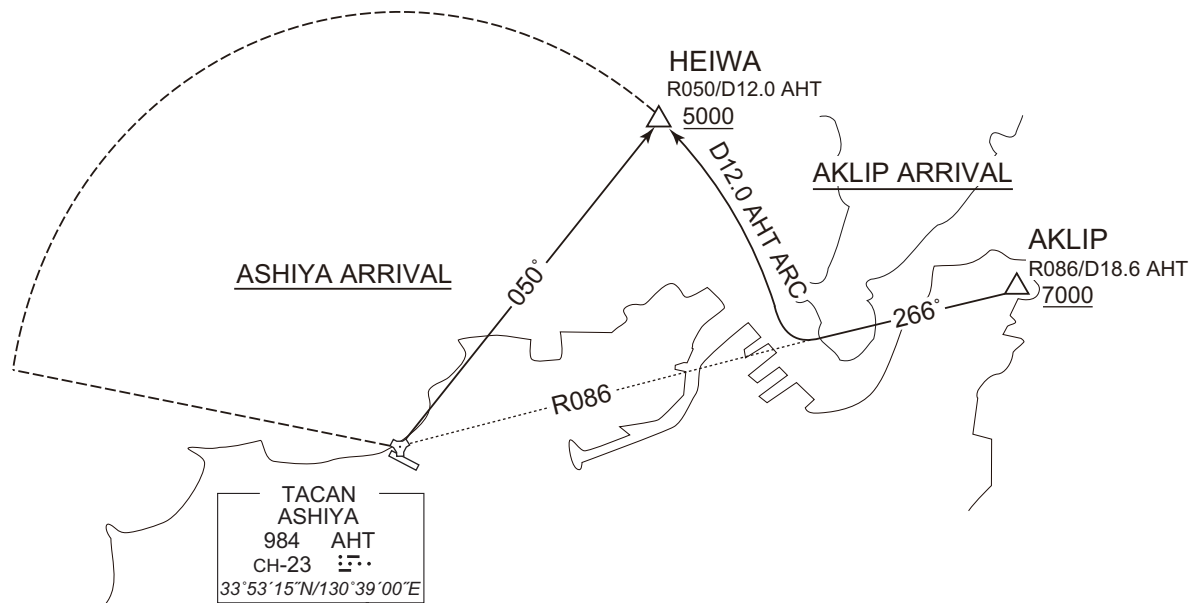 HEIWA
R050/D12.0 AHT
5000
D12.0 AHT ARC
AKLIP ARRIVAL
AKLIP
R086/D18.6 AHT
7000
266°
ASHIYA ARRIVAL
050°
R086
TACAN
ASHIYA
984 AHT
CH-23
33°53´15˝N/130°39´00˝E